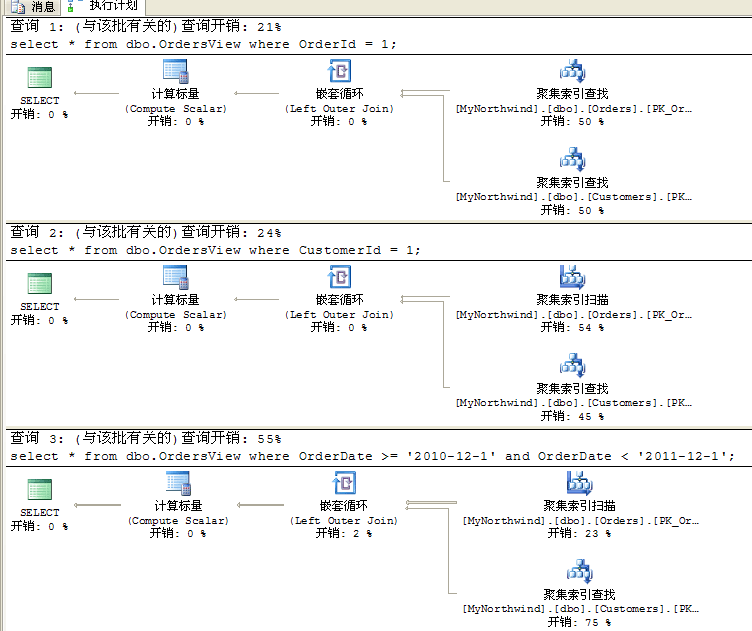 消息 执行计划
查询 1: (与该批有关的)查询开销: 21%
select * from dbo.OrdersView where OrderId = 1;
SELECT
开销: 0 %
计算标量
(Compute Scalar)
开销: 0 %
嵌套循环
(Left Outer Join)
开销: 0 %
聚集索引查找
[MyNorthwind].[dbo].[Orders].[PK_Or…
开销: 50 %
聚集索引查找
[MyNorthwind].[dbo].[Customers].[PK…
开销: 50 %
查询 2: (与该批有关的)查询开销: 24%
select * from dbo.OrdersView where CustomerId = 1;
SELECT
开销: 0 %
计算标量
(Compute Scalar)
开销: 0 %
嵌套循环
(Left Outer Join)
开销: 0 %
聚集索引扫描
[MyNorthwind].[dbo].[Orders].[PK_Or…
开销: 54 %
聚集索引查找
[MyNorthwind].[dbo].[Customers].[PK…
开销: 45 %
查询 3: (与该批有关的)查询开销: 55%
select * from dbo.OrdersView where OrderDate >= '2010-12-1' and OrderDate < '2011-12-1';
SELECT
开销: 0 %
计算标量
(Compute Scalar)
开销: 0 %
嵌套循环
(Left Outer Join)
开销: 2 %
聚集索引扫描
[MyNorthwind].[dbo].[Orders].[PK_Or…
开销: 23 %
聚集索引查找
[MyNorthwind].[dbo].[Customers].[PK…
开销: 75 %